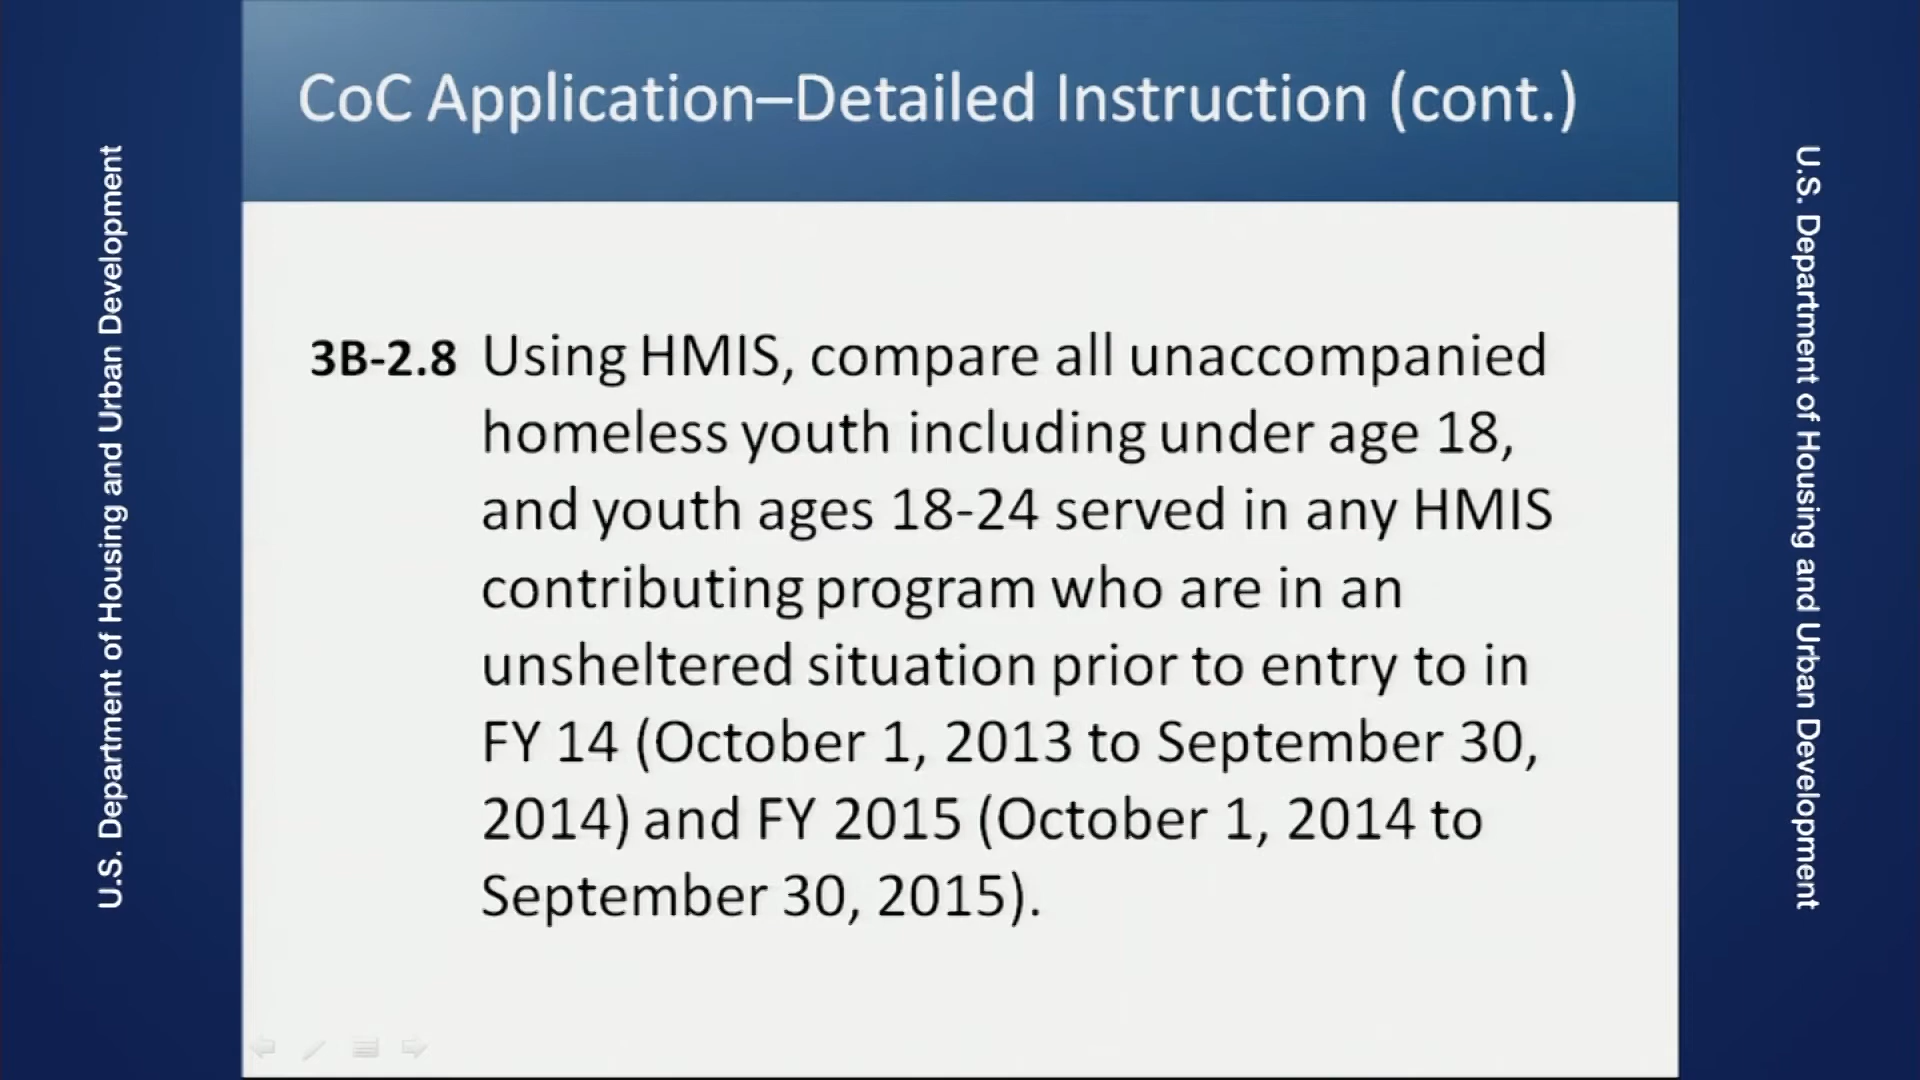 CoC Application–Detailed Instruction (cont.)
U.S. Department of Housing and Urban Development
3B-2.8 Using HMIS, compare all unaccompanied
homeless youth including under age 18,
and youth ages 18-24 served in any HMIS
contributing program who are in an
unsheltered situation prior to entry to in
FY 14 (October 1, 2013 to September 30,
2014) and FY 2015 (October 1, 2014 to
September 30, 2015).
U.S. Department of Housing and Urban Development